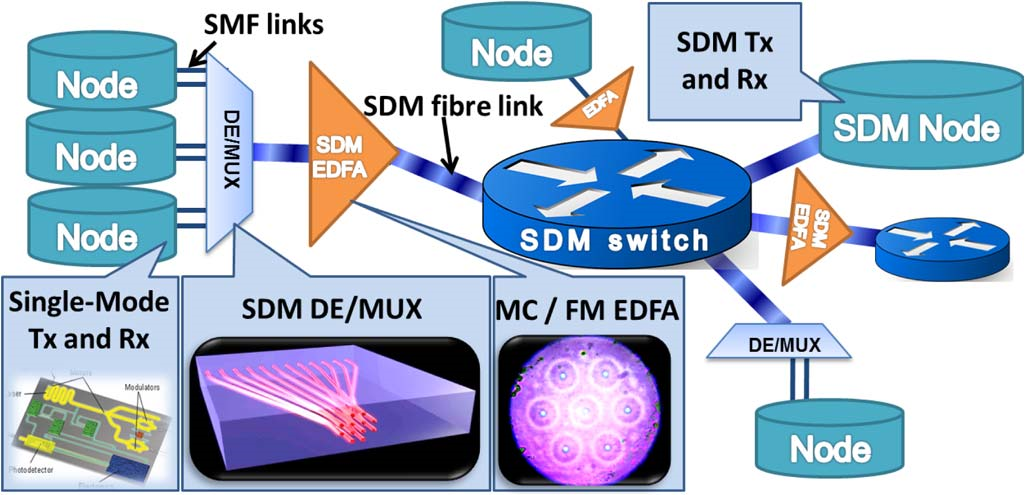 SMF links
Node
Node
Node
DE/MUX
SDM
EDFA
SDM fibre link
Node
EDFA
SDM Tx
and Rx
SDM Node
SDM switch
SDM
EDFA
DE/MUX
Node
Single-Mode
Tx and Rx
Modulators
Photodetector
SDM DE/MUX
MC / FM EDFA